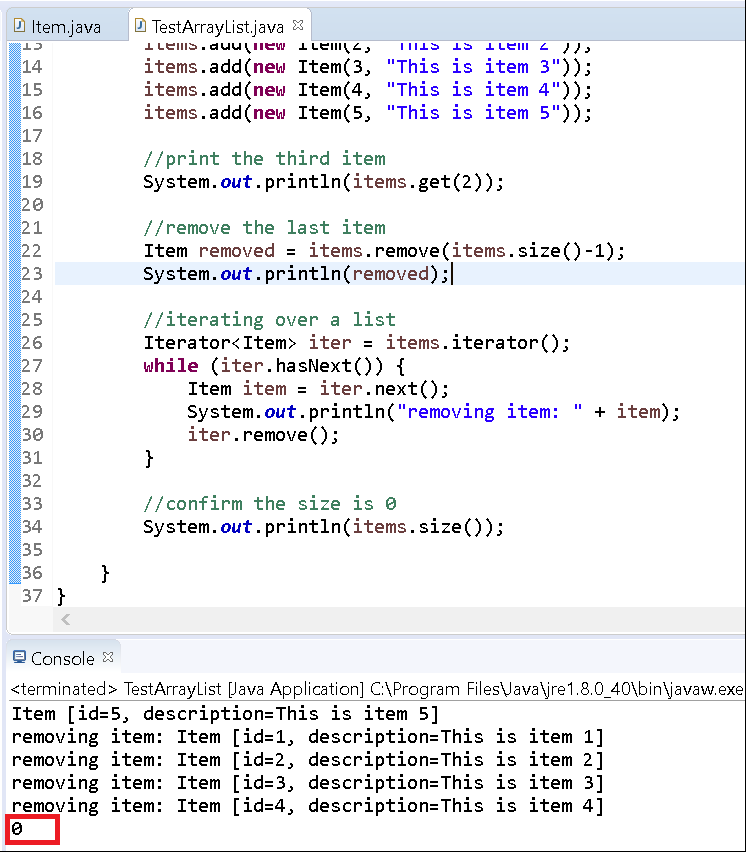 Item.java TestArrayList.java
13 items.add(new Item(2, "This is item 2"));
14 items.add(new Item(3, "This is item 3"));
15 items.add(new Item(4, "This is item 4"));
16 items.add(new Item(5, "This is item 5"));
17
18 //print the third item
19 System.out.println(items.get(2));
20
21 //remove the last item
22 Item removed = items.remove(items.size()-1);
23 System.out.println(removed);
24
25 //iterating over a list
26 Iterator<Item> iter = items.iterator();
27 while (iter.hasNext()) {
28 Item item = iter.next();
29 System.out.println("removing item: " + item);
30 iter.remove();
31 }
32
33 //confirm the size is 0
34 System.out.println(items.size());
35
36 }
37 }
Console
<terminated> TestArrayList [Java Application] C:\Program Files\Java\jre1.8.0_40\bin\javaw.exe
Item [id=5, description=This is item 5]
removing item: Item [id=1, description=This is item 1]
removing item: Item [id=2, description=This is item 2]
removing item: Item [id=3, description=This is item 3]
removing item: Item [id=4, description=This is item 4]
0